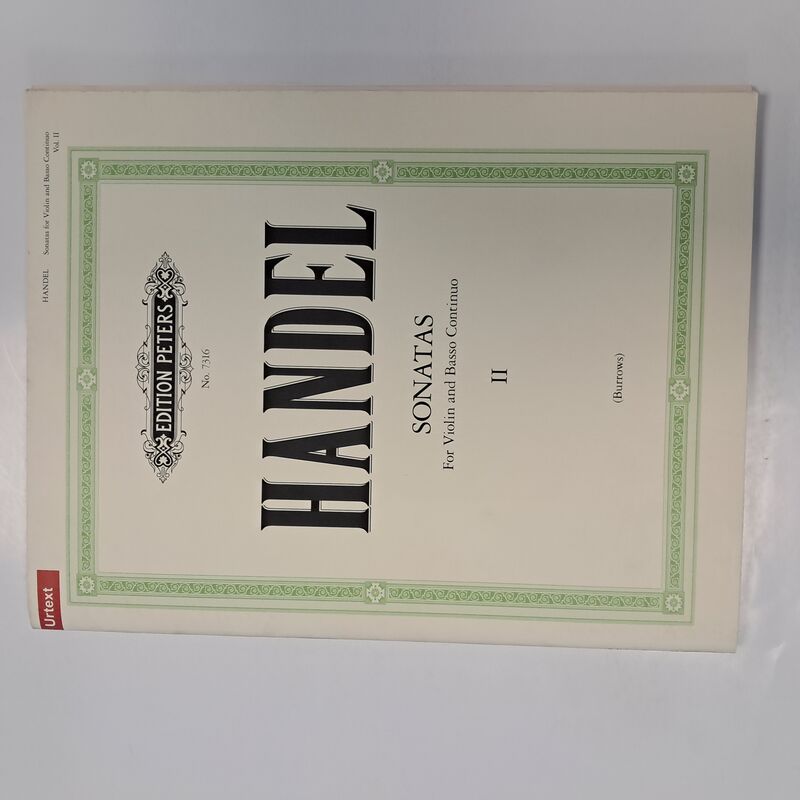 Urtext
HANDEL Sonatas for Violin and Basso Continuo
Vol. II
EDITION PETERS
No. 7316
HANDEL
SONATAS
For Violin and Basso Continuo
II
(Burrows)